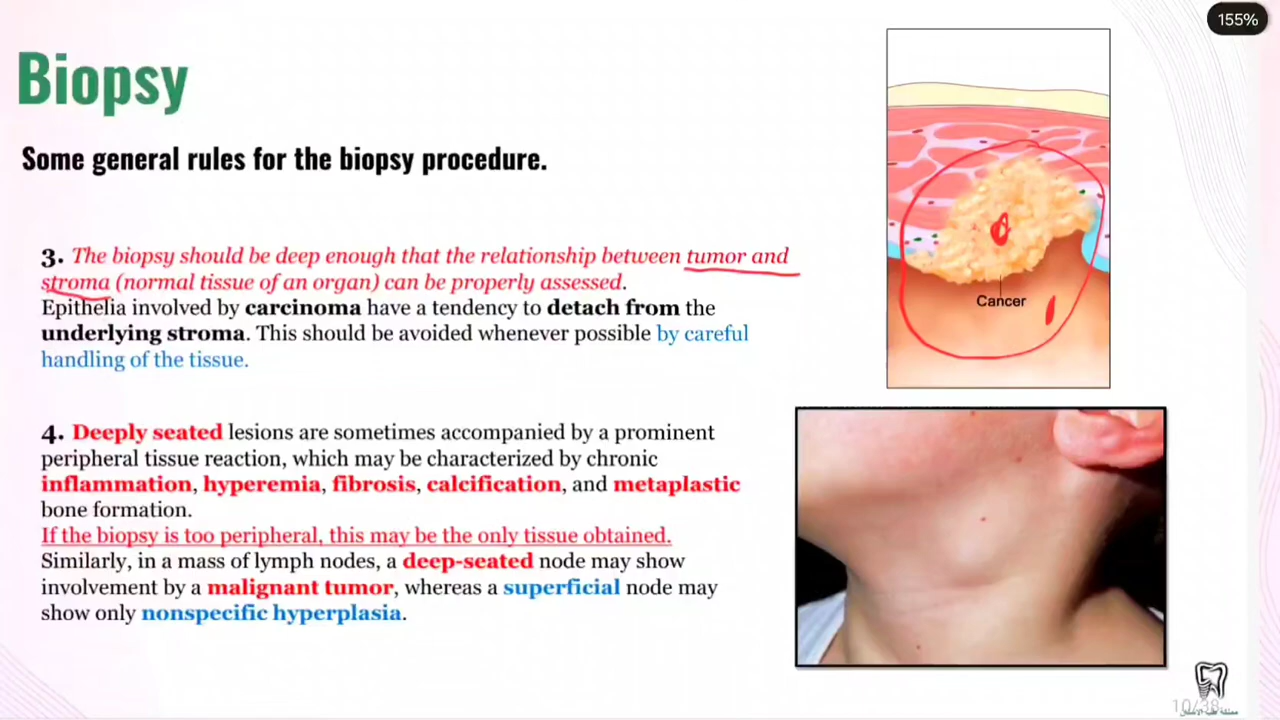 155%
Biopsy
Some general rules for the biopsy procedure.
3. The biopsy should be deep enough that the relationship between tumor and
stroma (normal tissue of an organ) can be properly assessed.
Epithelia involved by carcinoma have a tendency to detach from the
underlying stroma. This should be avoided whenever possible by careful
handling of the tissue.
4. Deeply seated lesions are sometimes accompanied by a prominent
peripheral tissue reaction, which may be characterized by chronic
inflammation, hyperemia, fibrosis, calcification, and metaplastic
bone formation.
If the biopsy is too peripheral, this may be the only tissue obtained.
Similarly, in a mass of lymph nodes, a deep-seated node may show
involvement by a malignant tumor, whereas a superficial node may
show only nonspecific hyperplasia.
Cancer
10/38